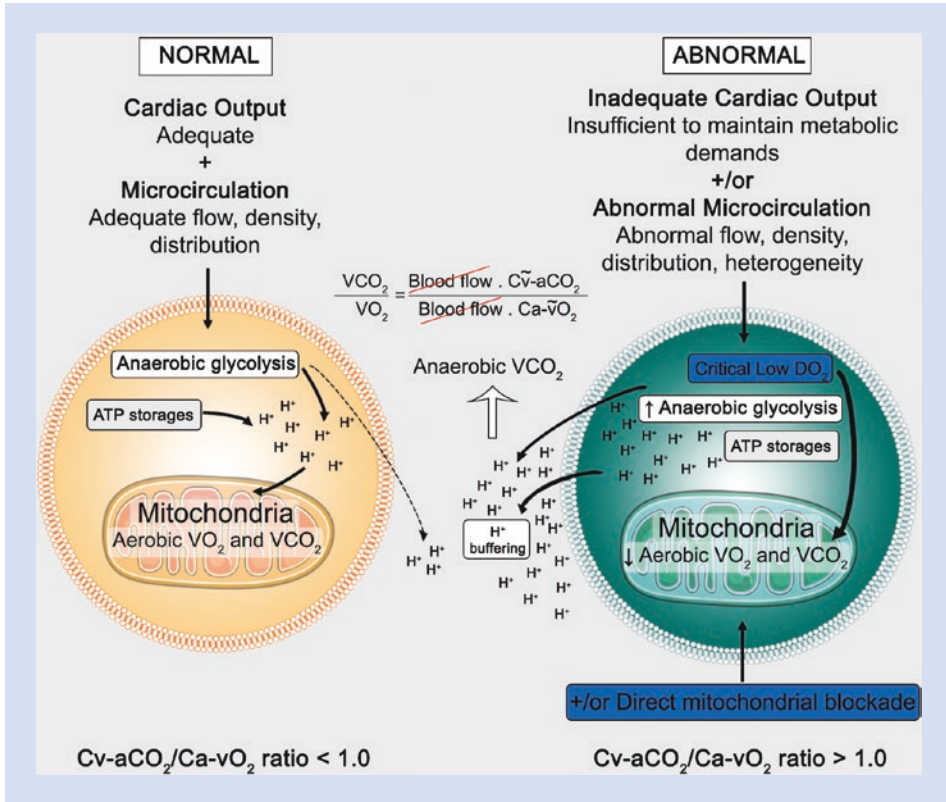 NORMAL
Cardiac Output
Adequate
+
Microcirculation
Adequate flow, density,
distribution
Anaerobic glycolysis
ATP storages
H⁺ H⁺ H⁺ H⁺ H⁺ H⁺ H⁺ H⁺ H⁺
Mitochondria
Aerobic VO₂ and VCO₂
H⁺ H⁺ H⁺ H⁺ H⁺
Cv-aCO₂/Ca-vO₂ ratio < 1.0
VCO₂ / VO₂ = Blood flow . Cṽ-aCO₂ / Blood flow . Ca-ṽO₂
Anaerobic VCO₂
H⁺
buffering
ABNORMAL
Inadequate Cardiac Output
Insufficient to maintain metabolic
demands
+/or
Abnormal Microcirculation
Abnormal flow, density,
distribution, heterogeneity
Critical Low DO₂
↑ Anaerobic glycolysis
ATP storages
H⁺ H⁺ H⁺ H⁺ H⁺ H⁺ H⁺ H⁺ H⁺ H⁺ H⁺
Mitochondria
↓ Aerobic VO₂ and VCO₂
+/or Direct mitochondrial blockade
Cv-aCO₂/Ca-vO₂ ratio > 1.0